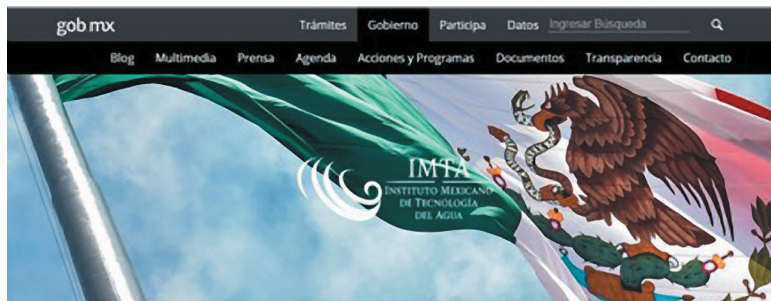 gob mx Trámites Gobierno Participa Datos Ingresar Búsqueda
Blog Multimedia Prensa Agenda Acciones y Programas Documentos Transparencia Contacto
IMTA
INSTITUTO MEXICANO
DE TECNOLOGÍA
DEL AGUA